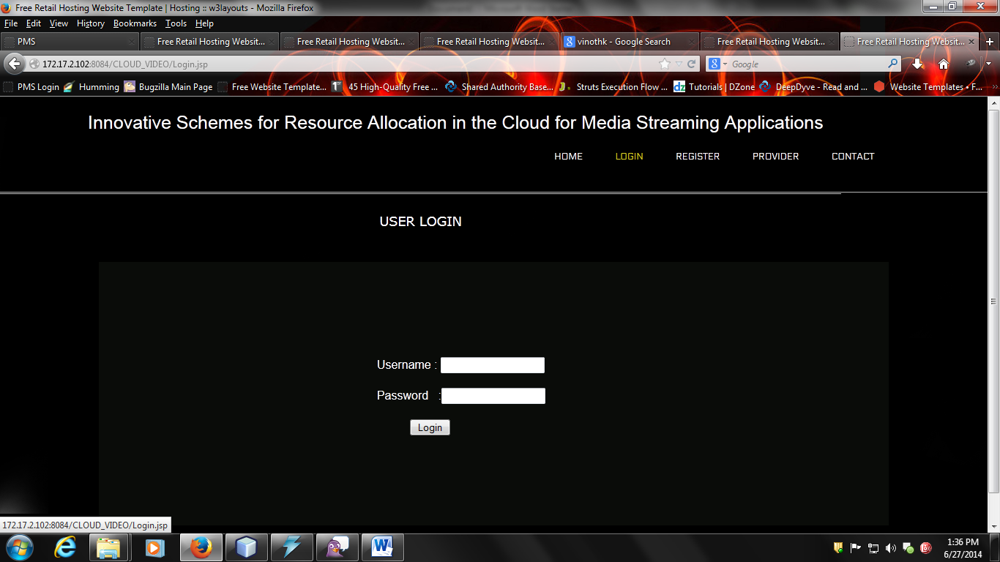 Free Retail Hosting Website Template | Hosting :: w3layouts - Mozilla Firefox
File Edit View History Bookmarks Tools Help
PMS Free Retail Hosting Websit... Free Retail Hosting Websit... Free Retail Hosting Websit... vinothk - Google Search Free Retail Hosting Websit... Free Retail Hosting Websit...
172.17.2.102:8084/CLOUD_VIDEO/Login.jsp Google
PMS Login Humming Bugzilla Main Page Free Website Template... 45 High-Quality Free ... Shared Authority Base... Struts Execution Flow ... Tutorials | DZone DeepDyve - Read and ... Website Templates • F...
Innovative Schemes for Resource Allocation in the Cloud for Media Streaming Applications
HOME LOGIN REGISTER PROVIDER CONTACT
USER LOGIN
Username :
Password :
Login
172.17.2.102:8084/CLOUD_VIDEO/Login.jsp
1:36 PM
6/27/2014